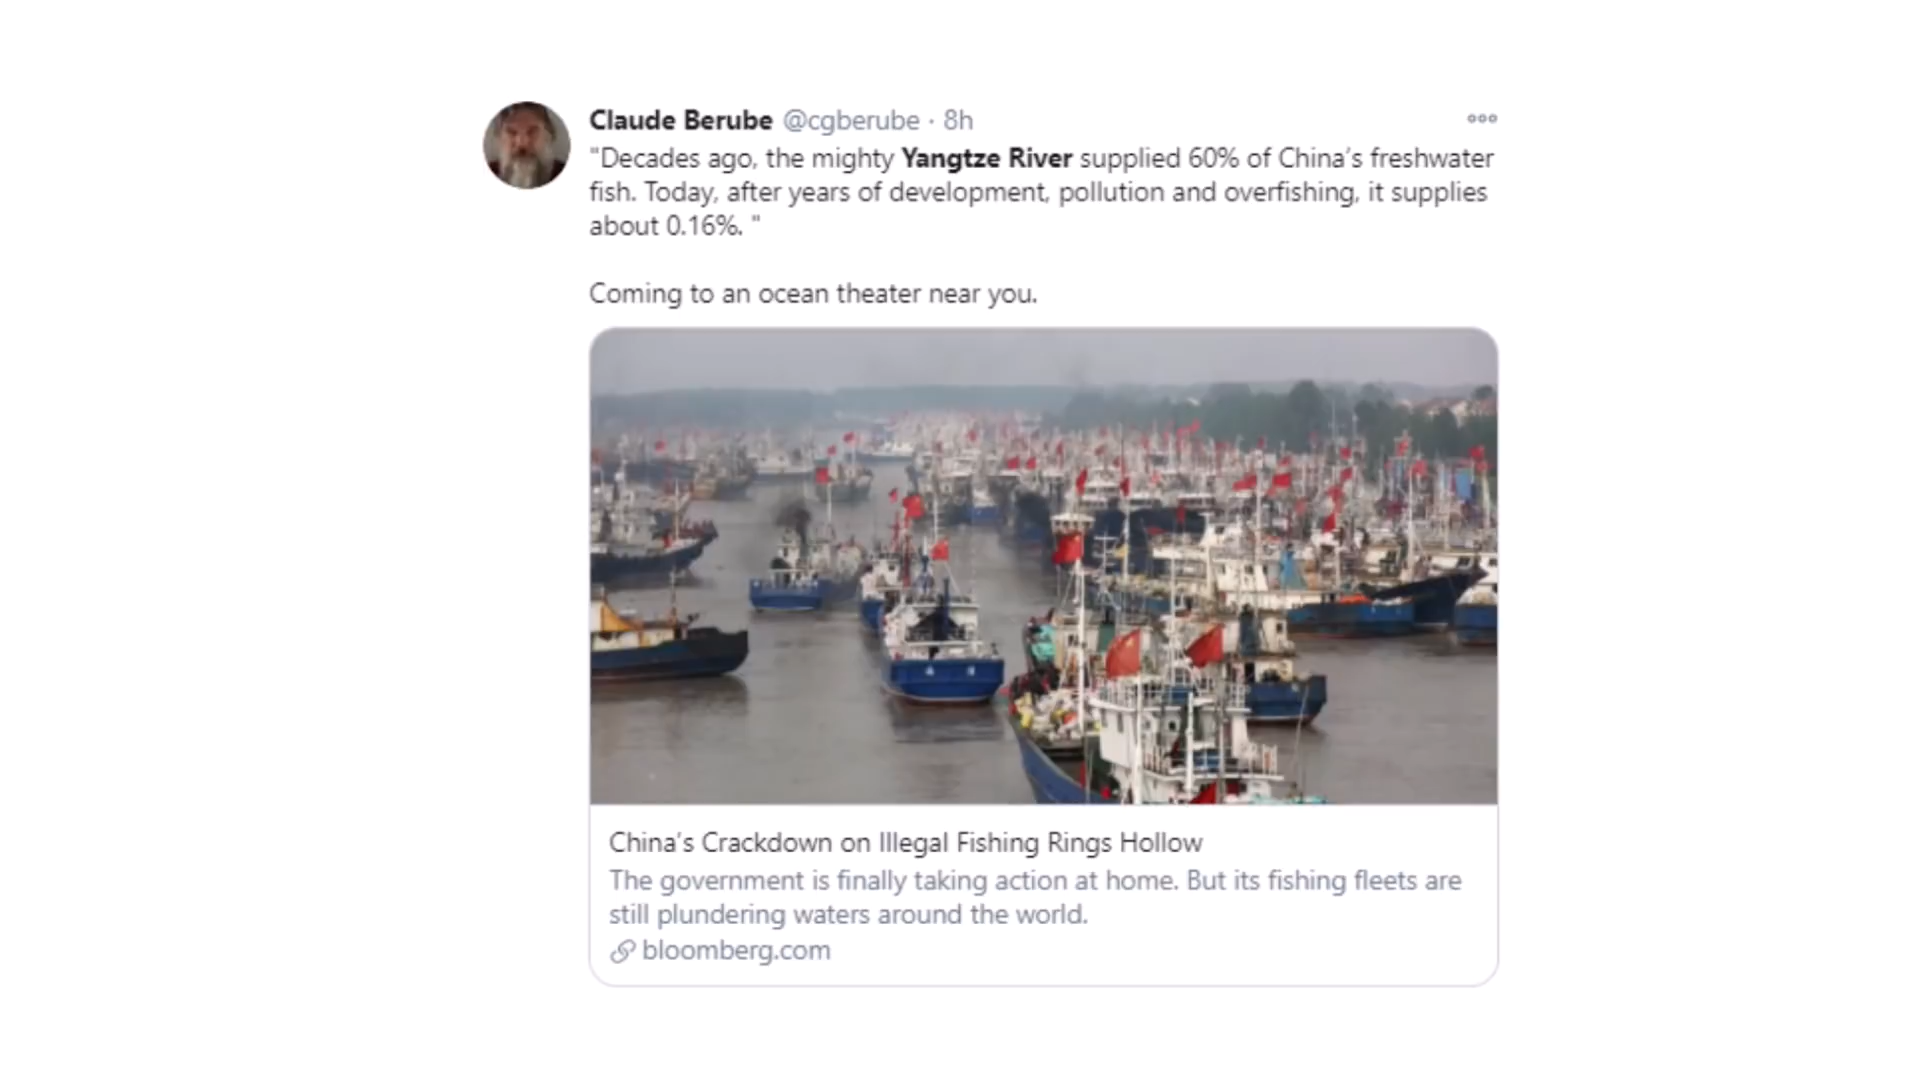 Claude Berube @cgberube · 8h
"Decades ago, the mighty Yangtze River supplied 60% of China's freshwater
fish. Today, after years of development, pollution and overfishing, it supplies
about 0.16%. "
Coming to an ocean theater near you.
China's Crackdown on Illegal Fishing Rings Hollow
The government is finally taking action at home. But its fishing fleets are
still plundering waters around the world.
bloomberg.com